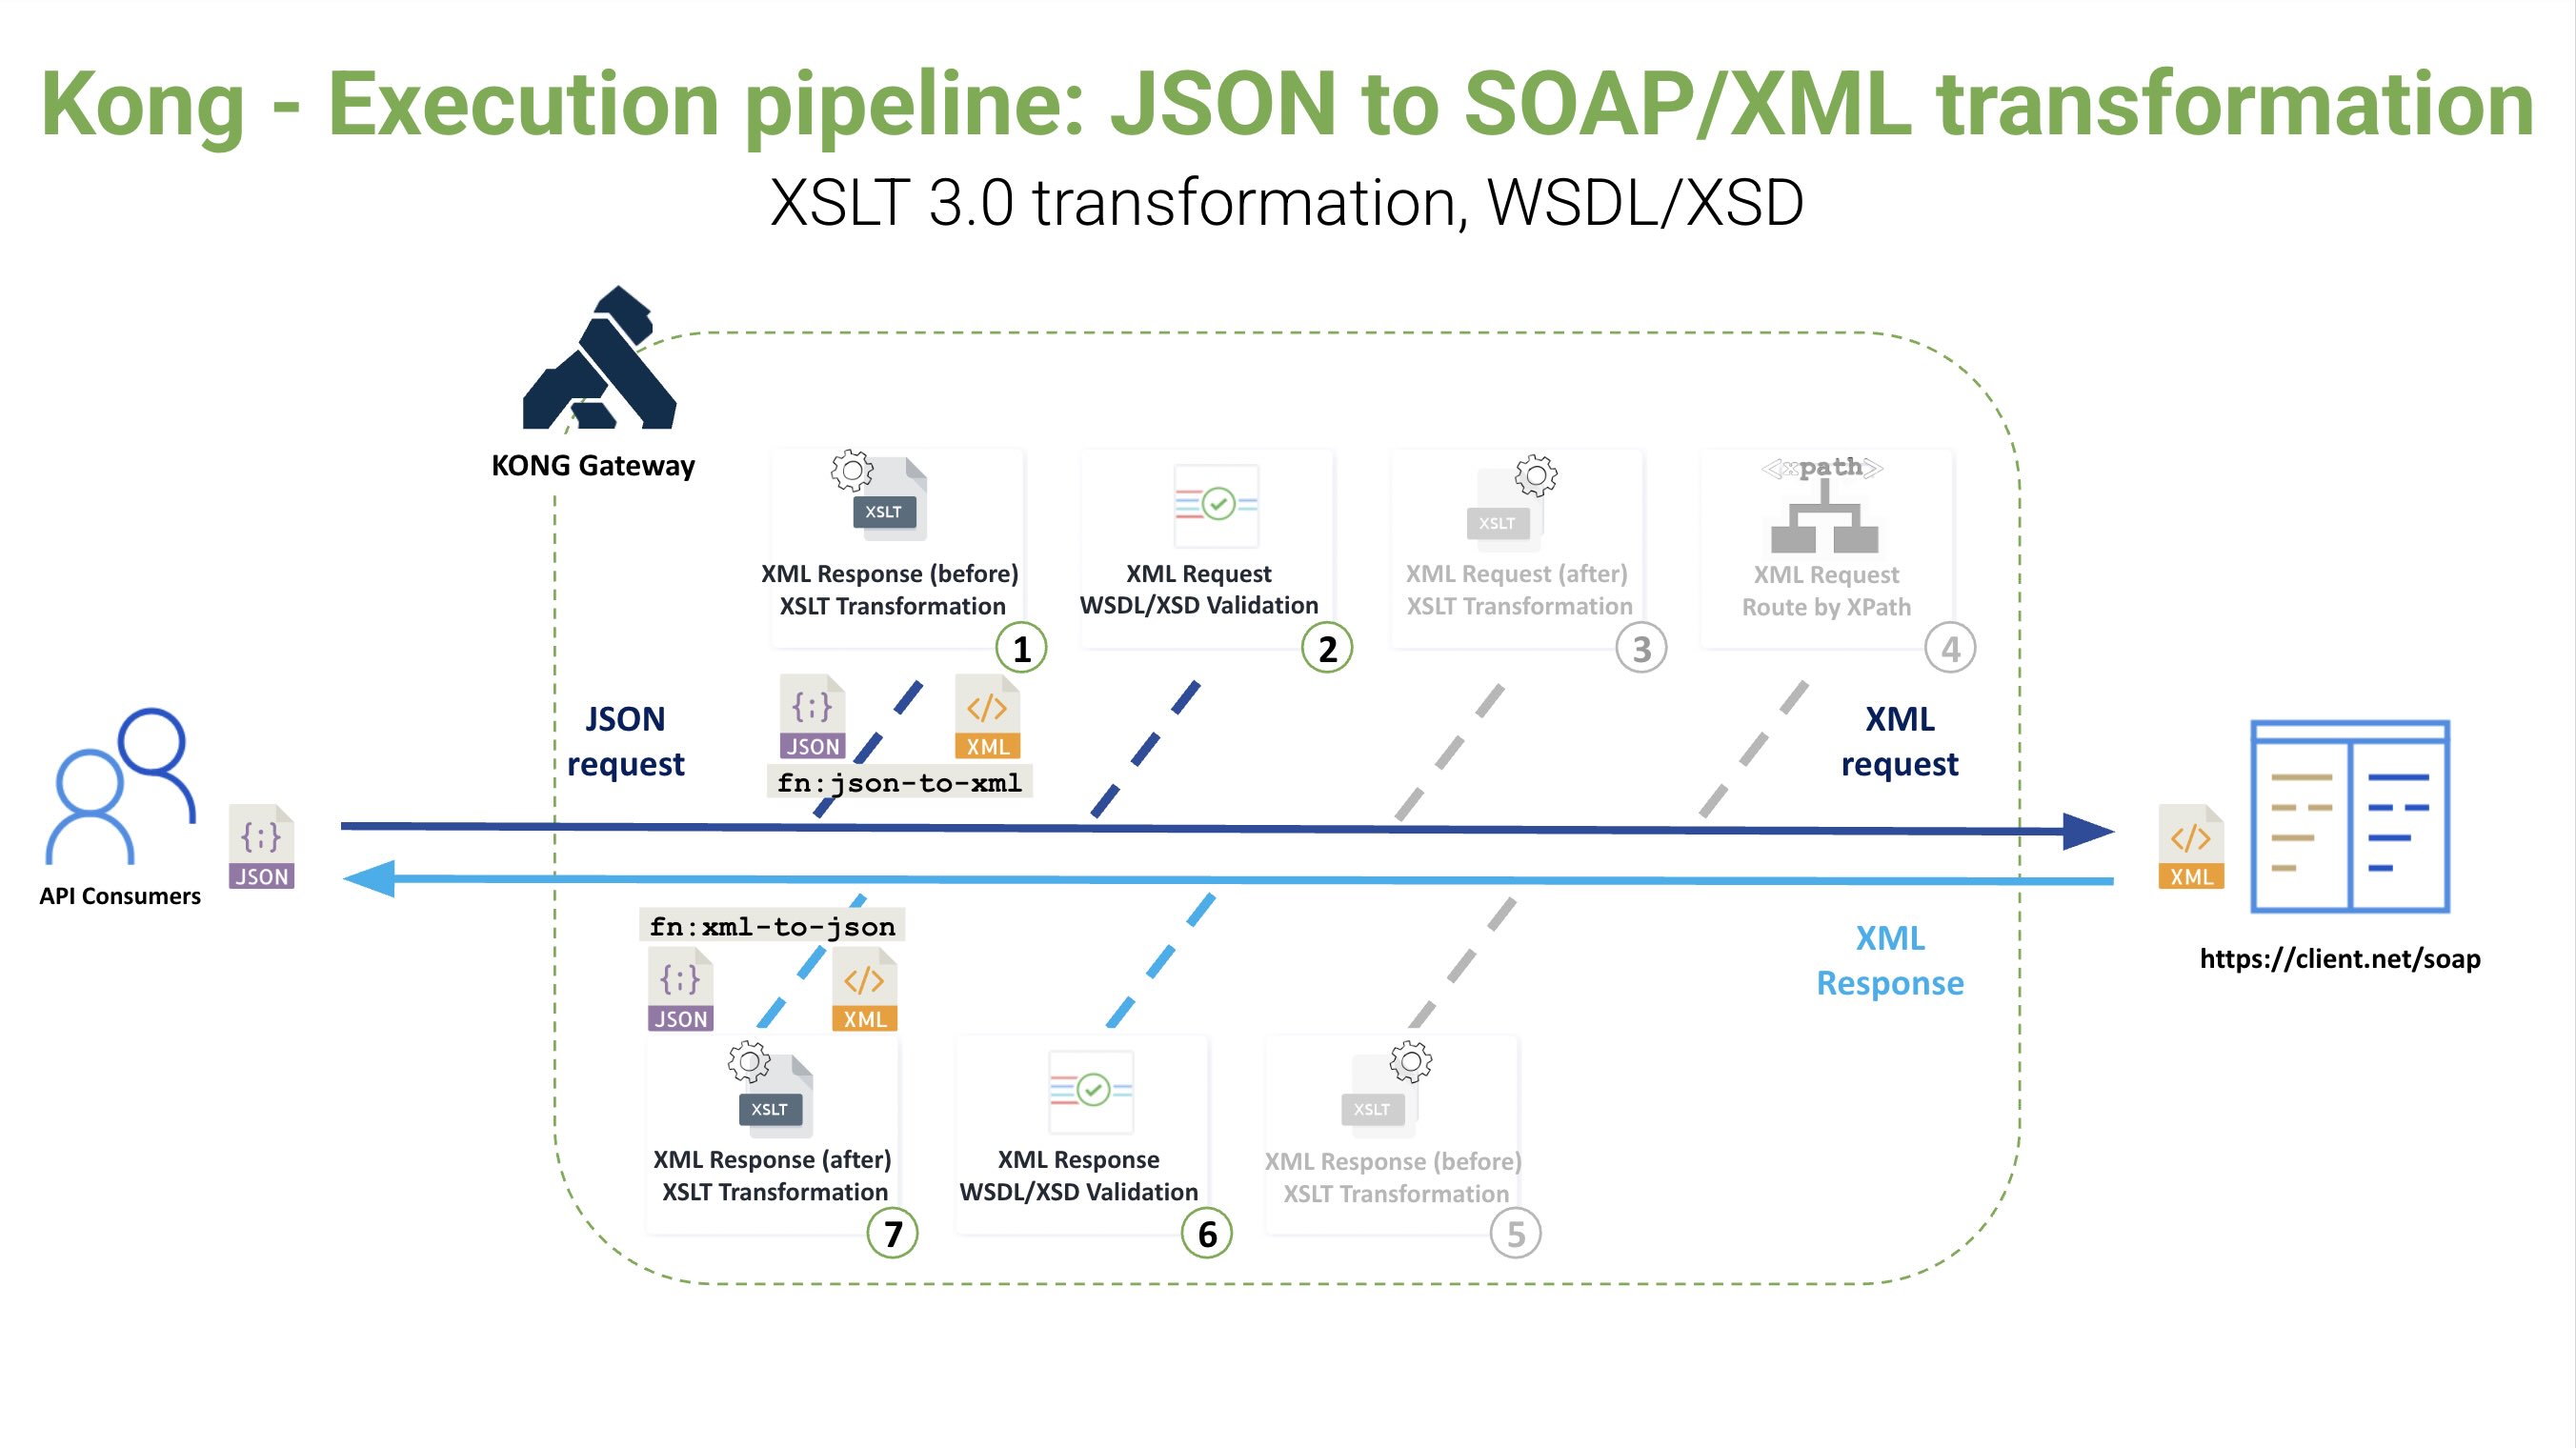 Kong - Execution pipeline: JSON to SOAP/XML transformation
XSLT 3.0 transformation, WSDL/XSD
KONG Gateway
XSLT
XML Response (before)
XSLT Transformation
1
XML Request
WSDL/XSD Validation
2
XSLT
XML Request (after)
XSLT Transformation
3
<xpath>
XML Request
Route by XPath
4
JSON
request
{;}
JSON
</>
XML
fn:json-to-xml
XML
request
API Consumers
{;}
JSON
</>
XML
https://client.net/soap
fn:xml-to-json
{;}
JSON
</>
XML
XML
Response
XSLT
XML Response (after)
XSLT Transformation
7
XML Response
WSDL/XSD Validation
6
XSLT
XML Response (before)
XSLT Transformation
5